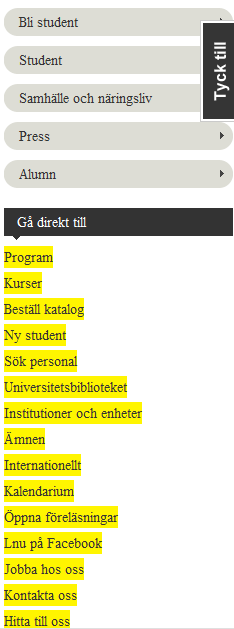 Bli student
Student
Tyck till
Samhälle och näringsliv
Press
Alumn
Gå direkt till
Program
Kurser
Beställ katalog
Ny student
Sök personal
Universitetsbiblioteket
Institutioner och enheter
Ämnen
Internationellt
Kalendarium
Öppna föreläsningar
Lnu på Facebook
Jobba hos oss
Kontakta oss
Hitta till oss